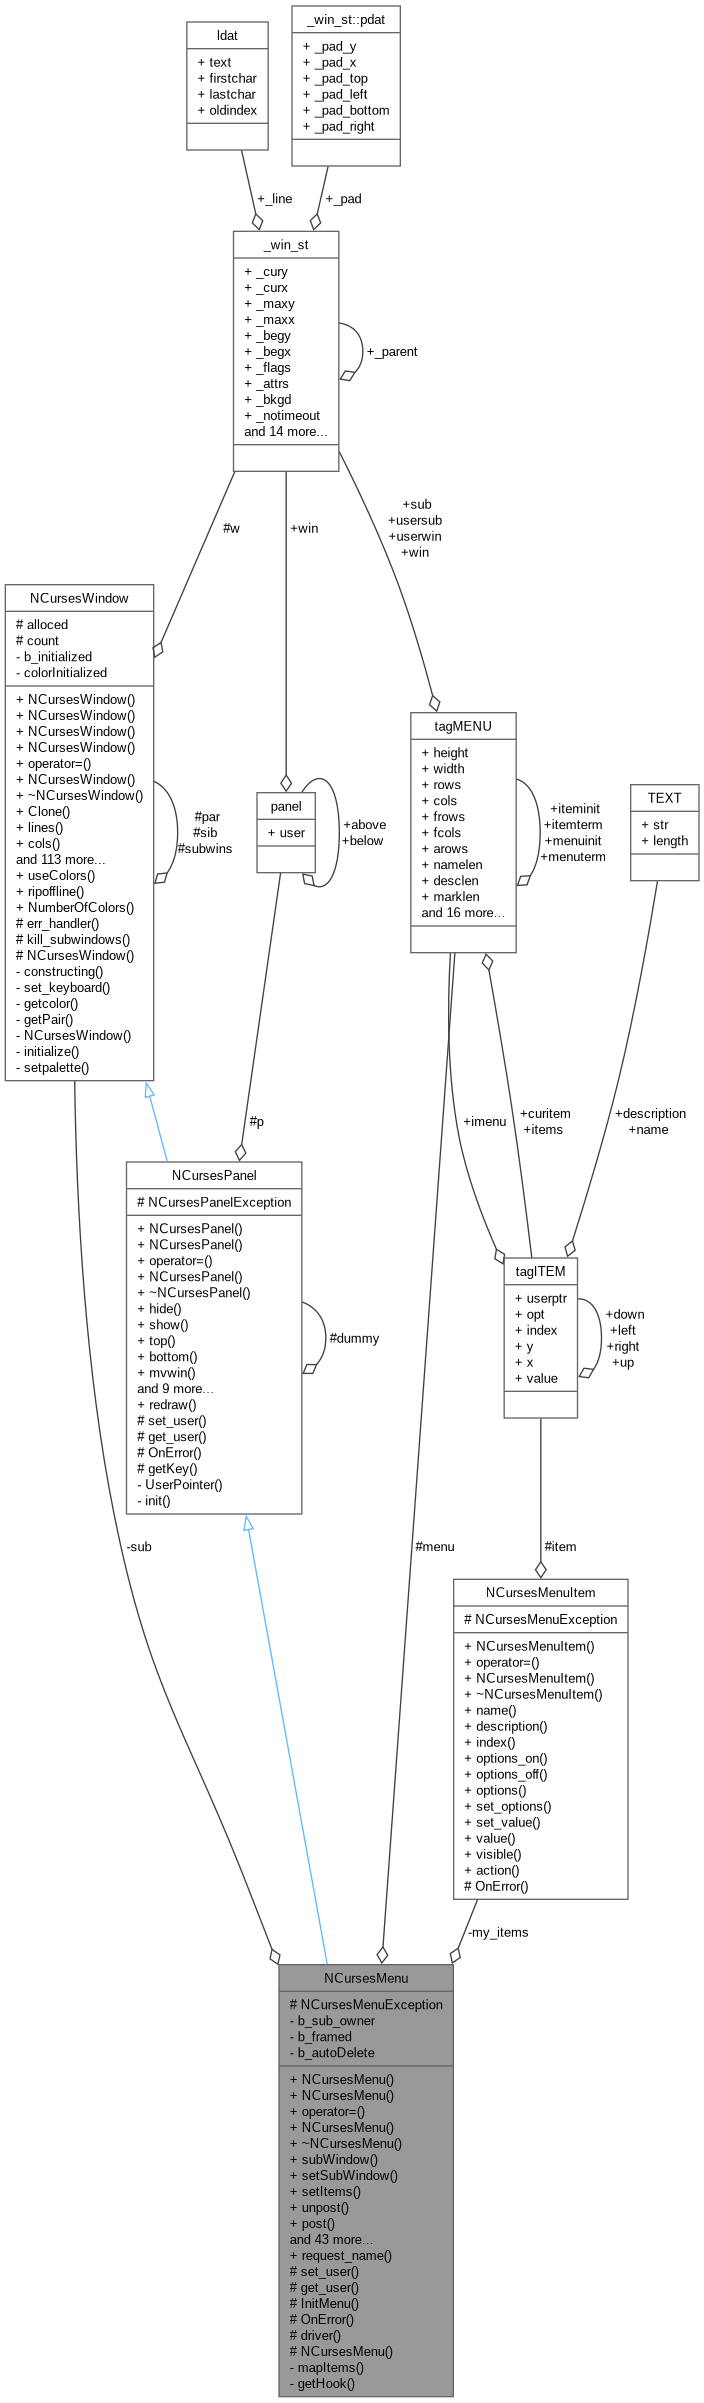 _win_st::pdat
+ _pad_y
+ _pad_x
+ _pad_top
+ _pad_left
+ _pad_bottom
+ _pad_right
ldat
+ text
+ firstchar
+ lastchar
+ oldindex
+_line
+_pad
_win_st
+ _cury
+ _curx
+ _maxy
+ _maxx
+ _begy
+ _begx
+ _flags
+ _attrs
+ _bkgd
+ _notimeout
and 14 more...
+_parent
#w
+win
+sub
+usersub
+userwin
+win
NCursesWindow
# alloced
# count
- b_initialized
- colorInitialized
+ NCursesWindow()
+ NCursesWindow()
+ NCursesWindow()
+ NCursesWindow()
+ operator=()
+ NCursesWindow()
+ ~NCursesWindow()
+ Clone()
+ lines()
+ cols()
and 113 more...
+ useColors()
+ ripoffline()
+ NumberOfColors()
# err_handler()
# kill_subwindows()
# NCursesWindow()
- constructing()
- set_keyboard()
- getcolor()
- getPair()
- NCursesWindow()
- initialize()
- setpalette()
#par
#sib
#subwins
panel
+ user
+above
+below
tagMENU
+ height
+ width
+ rows
+ cols
+ frows
+ fcols
+ arows
+ namelen
+ desclen
+ marklen
and 16 more...
+iteminit
+itemterm
+menuinit
+menuterm
TEXT
+ str
+ length
#p
+imenu
+curitem
+items
+description
+name
NCursesPanel
# NCursesPanelException
+ NCursesPanel()
+ NCursesPanel()
+ operator=()
+ NCursesPanel()
+ ~NCursesPanel()
+ hide()
+ show()
+ top()
+ bottom()
+ mvwin()
and 9 more...
+ redraw()
# set_user()
# get_user()
# OnError()
# getKey()
- UserPointer()
- init()
#dummy
tagITEM
+ userptr
+ opt
+ index
+ y
+ x
+ value
+down
+left
+right
+up
-sub
#menu
#item
NCursesMenuItem
# NCursesMenuException
+ NCursesMenuItem()
+ operator=()
+ NCursesMenuItem()
+ ~NCursesMenuItem()
+ name()
+ description()
+ index()
+ options_on()
+ options_off()
+ options()
+ set_options()
+ set_value()
+ value()
+ visible()
+ action()
# OnError()
-my_items
NCursesMenu
# NCursesMenuException
- b_sub_owner
- b_framed
- b_autoDelete
+ NCursesMenu()
+ NCursesMenu()
+ operator=()
+ NCursesMenu()
+ ~NCursesMenu()
+ subWindow()
+ setSubWindow()
+ setItems()
+ unpost()
+ post()
and 43 more...
+ request_name()
# set_user()
# get_user()
# InitMenu()
# OnError()
# driver()
# NCursesMenu()
- mapItems()
- getHook()